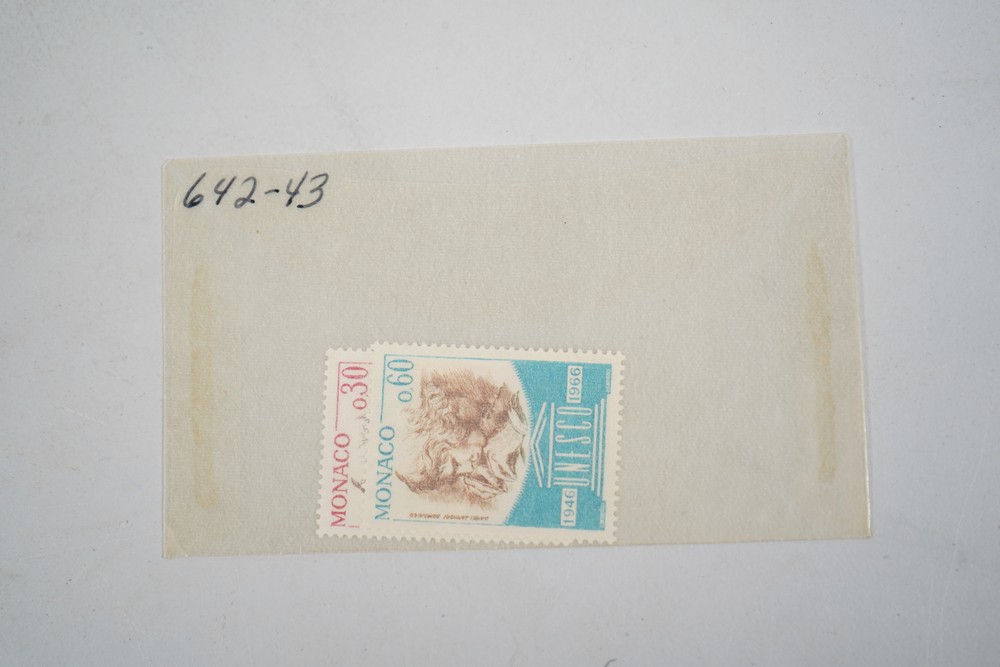 642-43
MONACO 0,30
MONACO 0,60
1946 UNESCO 1966